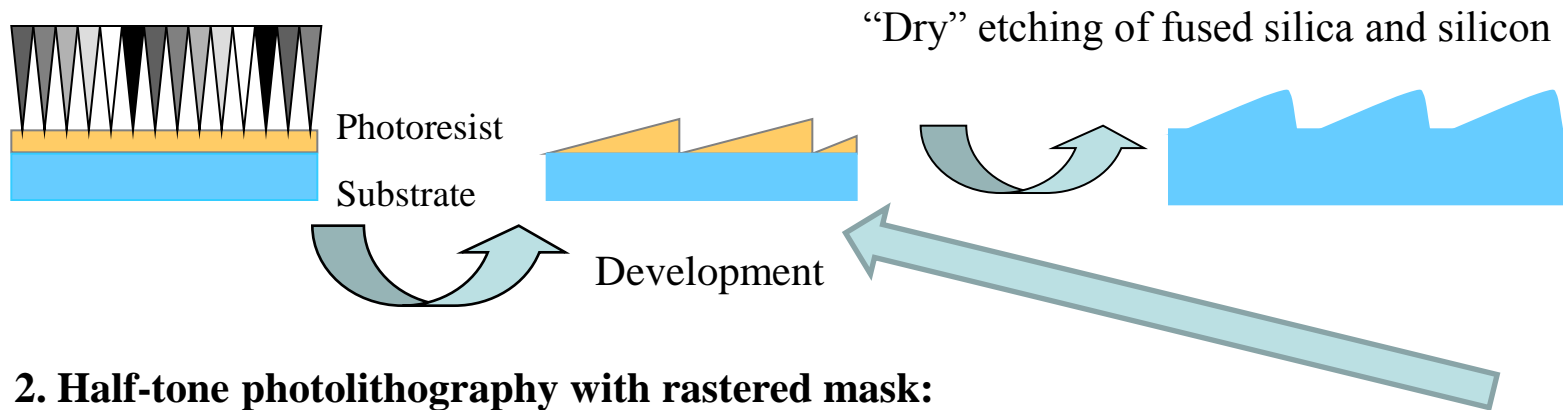 “Dry” etching of fused silica and silicon
Photoresist
Substrate
Development
2. Half-tone photolithography with rastered mask: